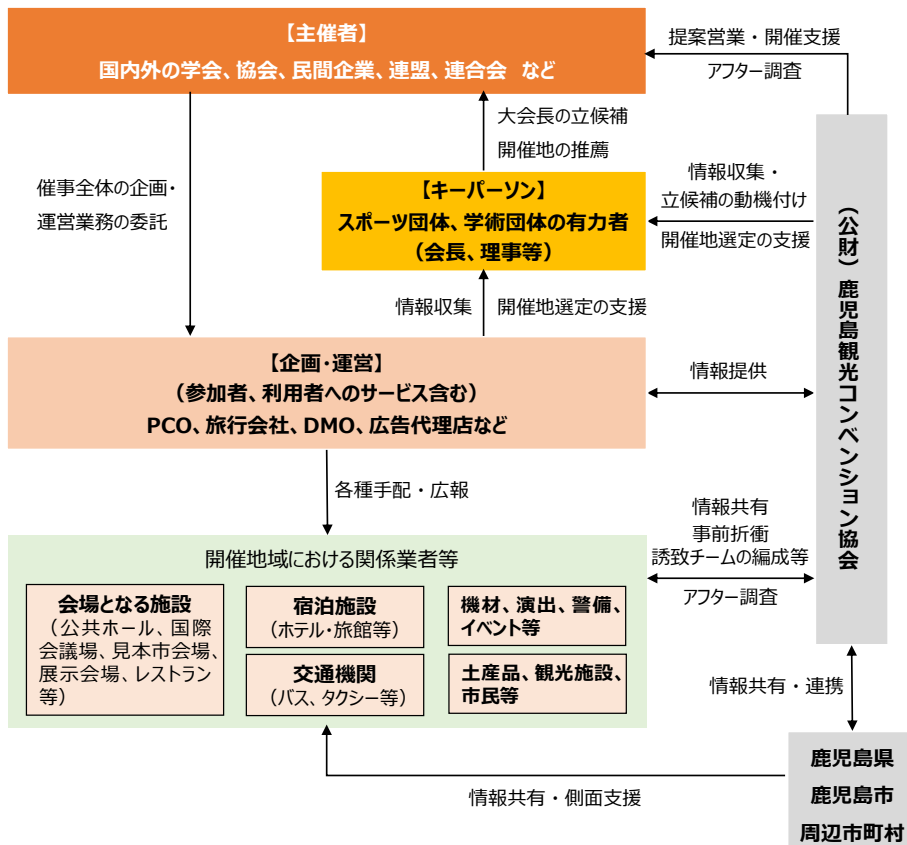 【主催者】
国内外の学会、協会、民間企業、連盟、連合会 など
提案営業・開催支援
アフター調査
大会長の立候補
開催地の推薦
催事全体の企画・
運営業務の委託
【キーパーソン】
スポーツ団体、学術団体の有力者
（会長、理事等）
情報収集・
立候補の動機付け
開催地選定の支援
（公財）鹿児島観光コンベンション協会
情報収集
開催地選定の支援
【企画・運営】
（参加者、利用者へのサービス含む）
PCO、旅行会社、DMO、広告代理店など
情報提供
各種手配・広報
情報共有
事前折衝
誘致チームの編成等
アフター調査
開催地域における関係業者等
会場となる施設
（公共ホール、国際
会議場、見本市会場、
展示会場、レストラン
等）
宿泊施設
（ホテル・旅館等）
交通機関
（バス、タクシー等）
機材、演出、警備、
イベント等
土産品、観光施設、
市民等
情報共有・連携
情報共有・側面支援
鹿児島県
鹿児島市
周辺市町村